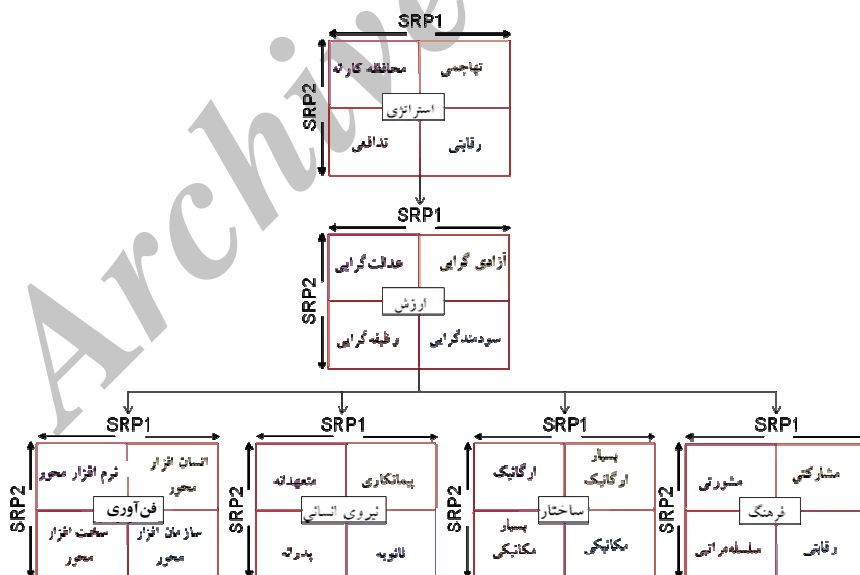 SRP1
SRP2
محافظه کارانه
تهاجمی
استراتژی
تدافعی
رقابتی
SRP1
SRP2
عدالت گرایی
آزادی گرایی
ارزش
وظیفه گرایی
سودمندگرایی
SRP1
SRP2
نرم افزار محور
انسان افزار
محور
فن‌آوری
سخت افزار
محور
سازمان افزار
محور
SRP1
SRP2
متعهدانه
پیمانکاری
نیروی انسانی
پدرانه
ثانویه
SRP1
SRP2
ارگانیک
بسیار
ارگانیک
ساختار
بسیار
مکانیکی
مکانیکی
SRP1
SRP2
مشورتی
مشارکتی
فرهنگ
سلسله‌مراتبی
رقابتی
Archive